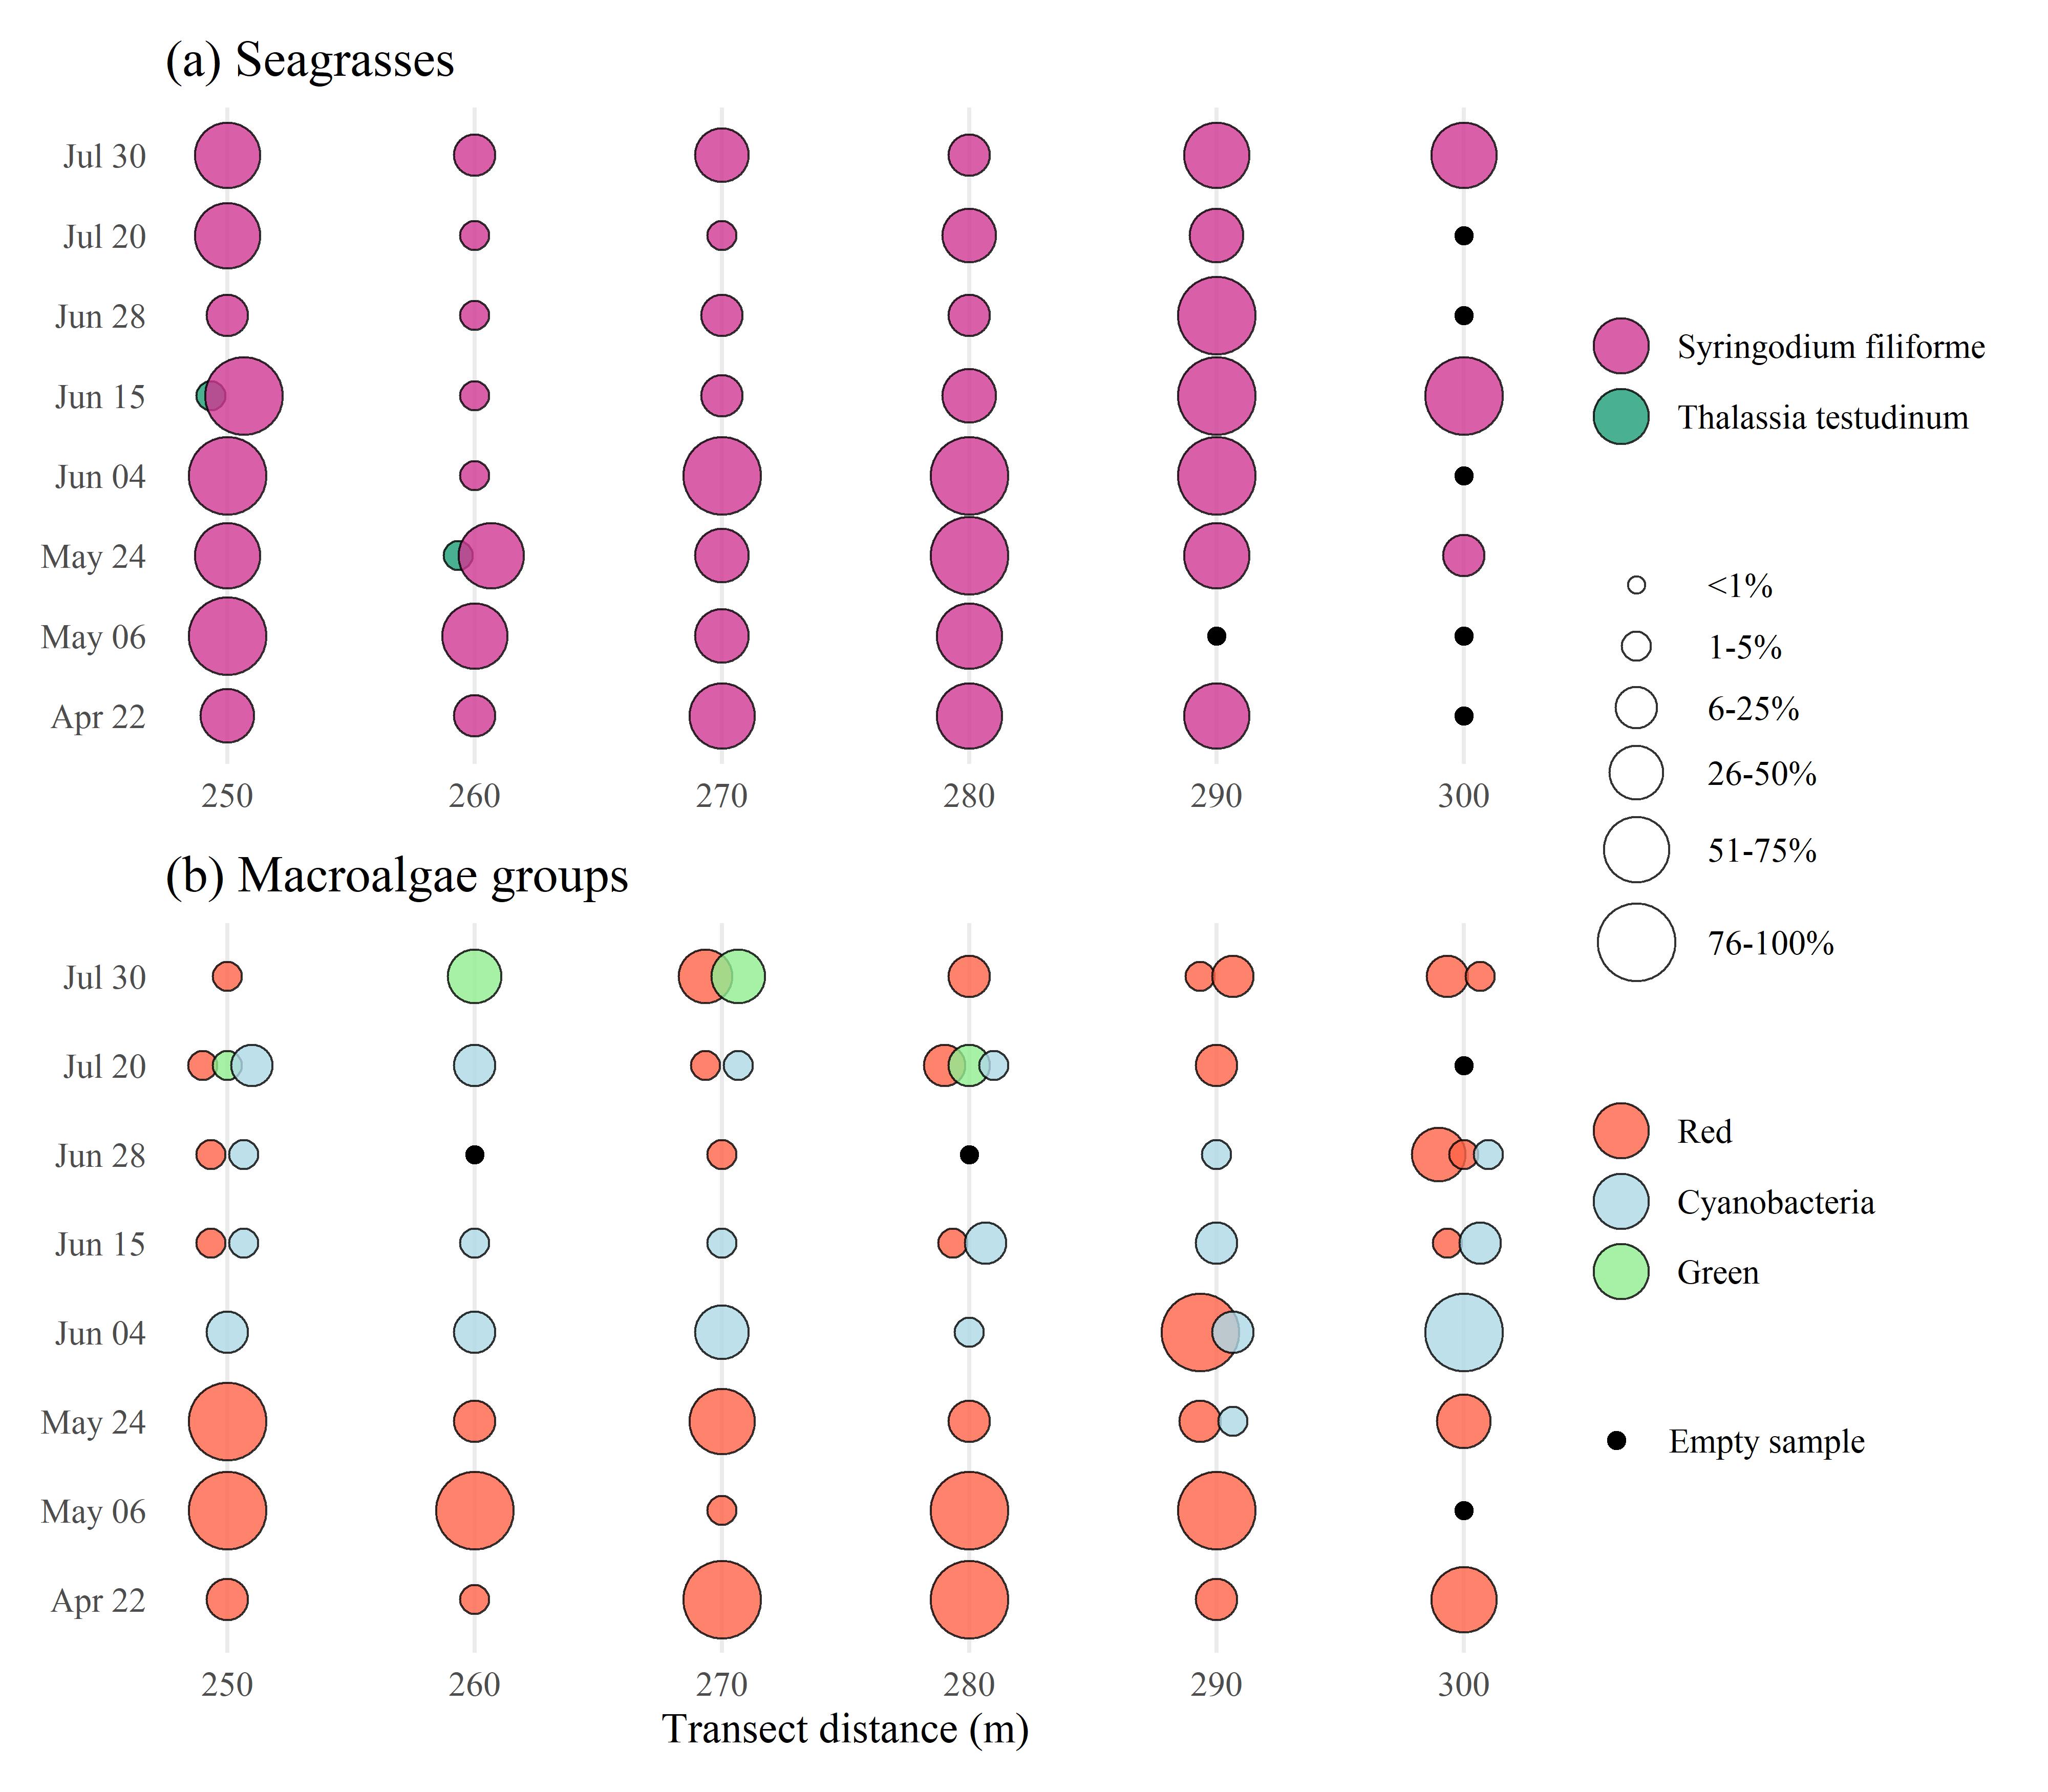 (a) Seagrasses
Jul 30
Jul 20
Jun 28
Jun 15
Jun 04
May 24
May 06
Apr 22
250 260 270 280 290 300
Syringodium filiforme
Thalassia testudinum
<1%
1-5%
6-25%
26-50%
51-75%
76-100%
(b) Macroalgae groups
Jul 30
Jul 20
Jun 28
Jun 15
Jun 04
May 24
May 06
Apr 22
250 260 270 280 290 300
Transect distance (m)
Red
Cyanobacteria
Green
Empty sample